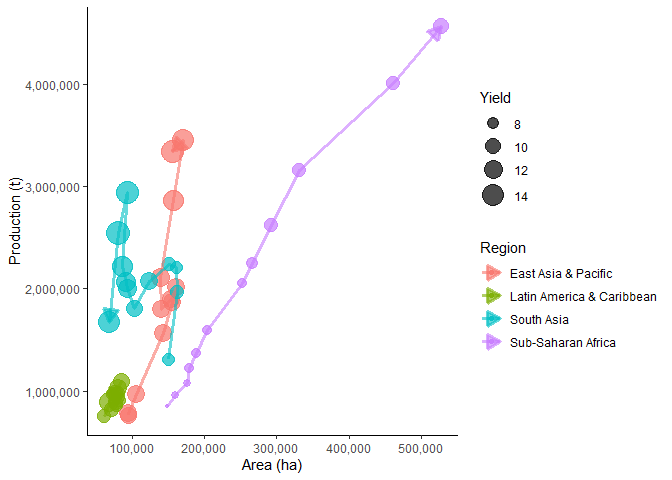 4,000,000
3,000,000
2,000,000
1,000,000
Production (t)
100,000
200,000
300,000
400,000
500,000
Area (ha)
Yield
8
10
12
14
Region
East Asia & Pacific
Latin America & Caribbean
South Asia
Sub-Saharan Africa